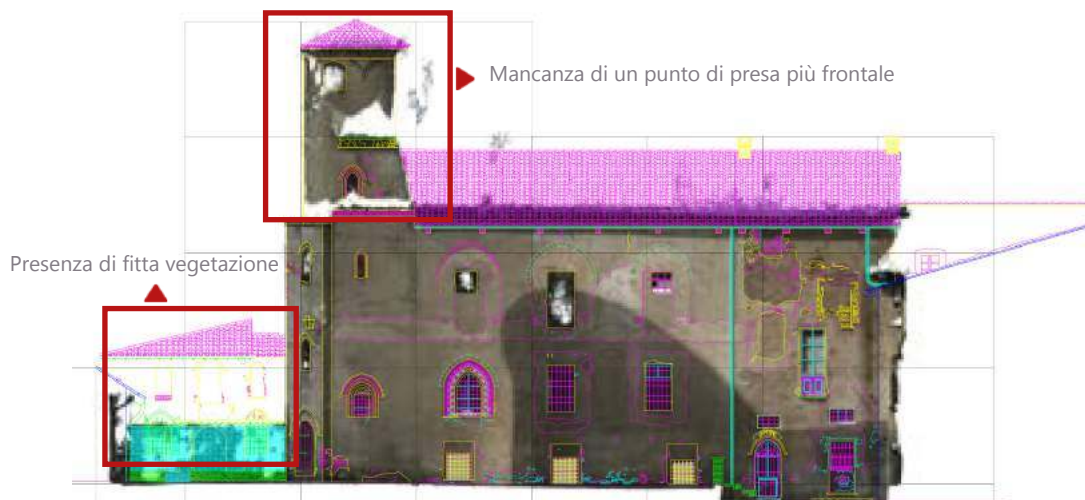 Mancanza di un punto di presa più frontale
Presenza di fitta vegetazione